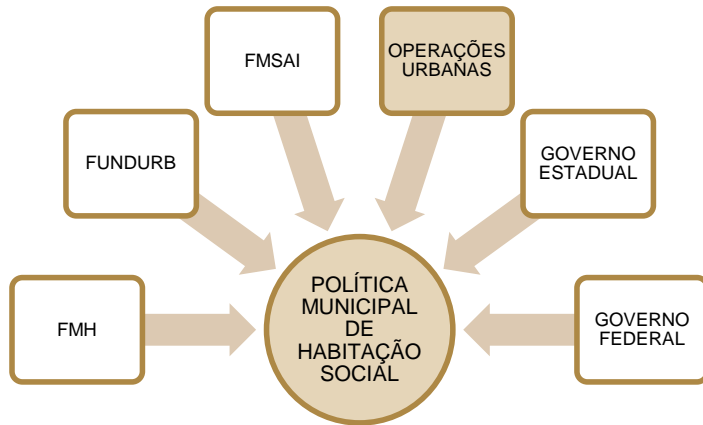 FMSAI
OPERAÇÕES
URBANAS
FUNDURB
GOVERNO
ESTADUAL
FMH
POLÍTICA
MUNICIPAL
DE
HABITAÇÃO
SOCIAL
GOVERNO
FEDERAL